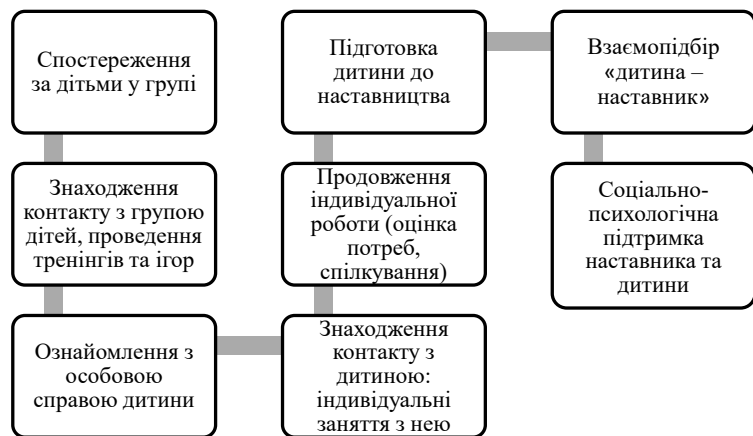 Спостереження
за дітьми у групі
Знаходження
контакту з групою
дітей, проведення
тренінгів та ігор
Ознайомлення з
особовою
справою дитини
Знаходження
контакту з
дитиною:
індивідуальні
заняття з нею
Продовження
індивідуальної
роботи (оцінка
потреб,
спілкування)
Підготовка
дитини до
наставництва
Взаємопідбір
«дитина –
наставник»
Соціально-
психологічна
підтримка
наставника та
дитини